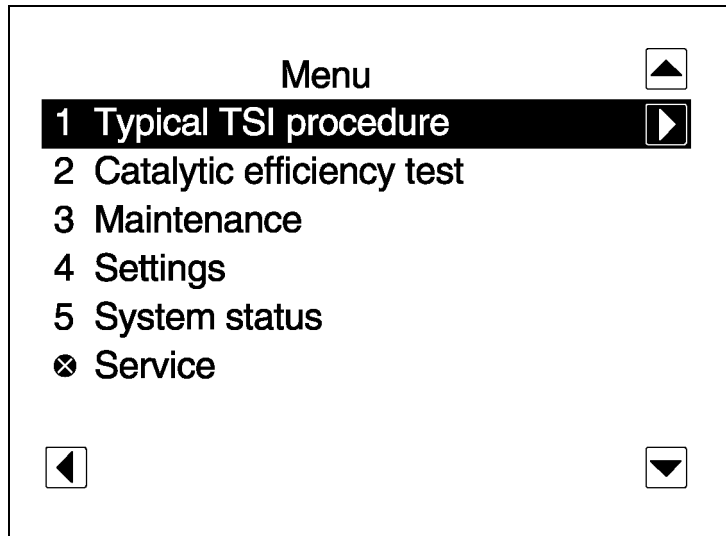 Menu
1 Typical TSI procedure
2 Catalytic efficiency test
3 Maintenance
4 Settings
5 System status
⊗ Service